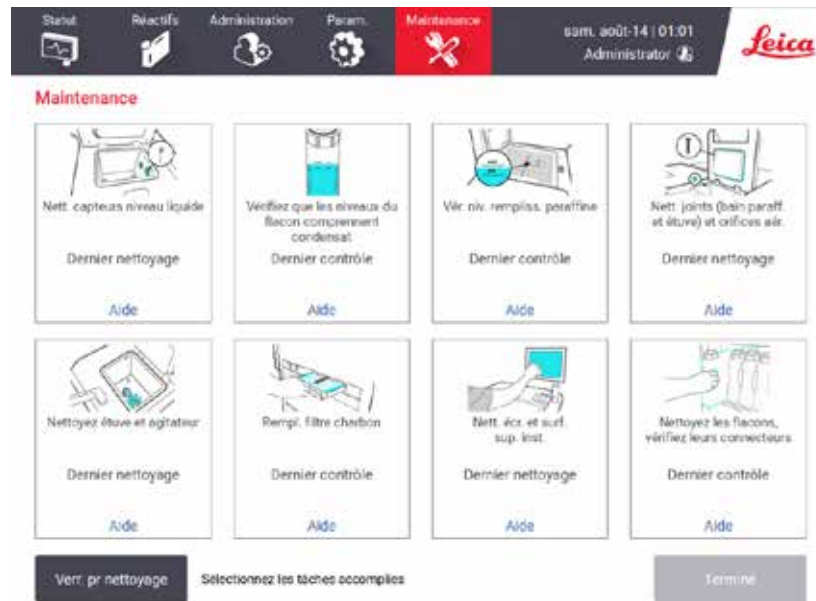 Statut
Réactifs
Administration
Param.
Maintenance
sam. août-14 | 01:01
Administrator
Leica
Maintenance
Nett. capteurs niveau liquide
Dernier nettoyage
Aide
Vérifiez que les niveaux du
flacon comprennent
condensat
Dernier contrôle
Aide
Vér. niv. rempliss. paraffine
Dernier contrôle
Aide
Nett. joints (bain paraff.
et étuve) et orifices aér.
Dernier nettoyage
Aide
Nettoyez étuve et agitateur
Dernier nettoyage
Aide
Rempl. filtre charbon
Dernier contrôle
Aide
Nett. écr. et surf.
sup. inst.
Dernier nettoyage
Aide
Nettoyez les flacons,
vérifiez leurs connecteurs
Dernier contrôle
Aide
Verr. pr nettoyage
Sélectionnez les tâches accomplies
Terminé